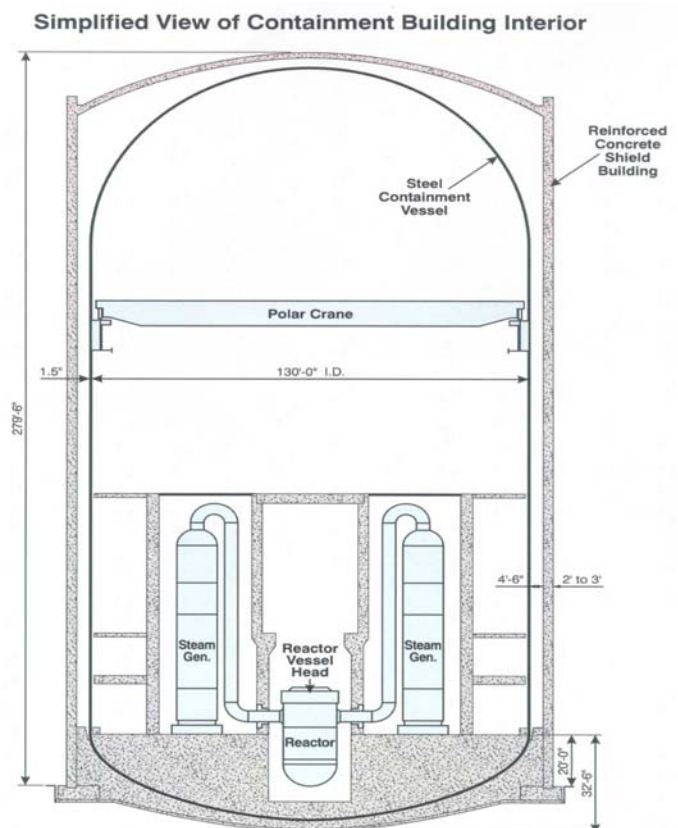 Simplified View of Containment Building Interior
Reinforced
Concrete
Shield
Building
Steel
Containment
Vessel
Polar Crane
1.5"
130'-0" I.D.
279'-6"
4'-6"
2' to 3'
Steam
Gen.
Reactor
Vessel
Head
Steam
Gen.
Reactor
20'-0"
32'-6"